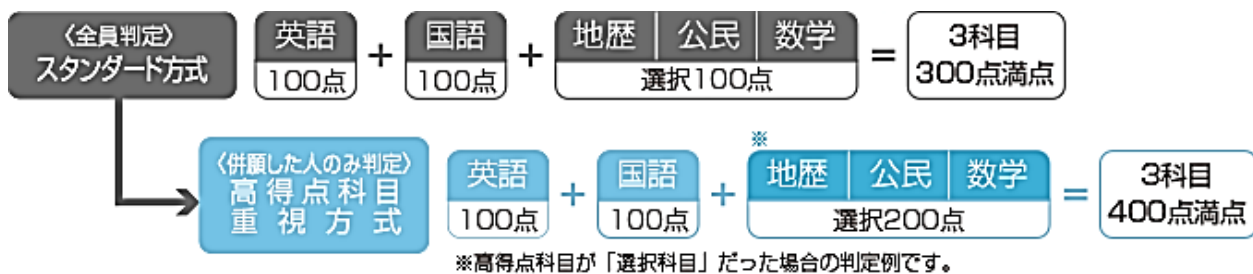 〈全員判定〉
スタンダード方式
英語
100点
+
国語
100点
+
地歴 公民 数学
選択100点
=
3科目
300点満点
〈併願した人のみ判定〉
高得点科目
重視方式
英語
100点
+
国語
100点
+
※
地歴 公民 数学
選択200点
=
3科目
400点満点
※高得点科目が「選択科目」だった場合の判定例です。